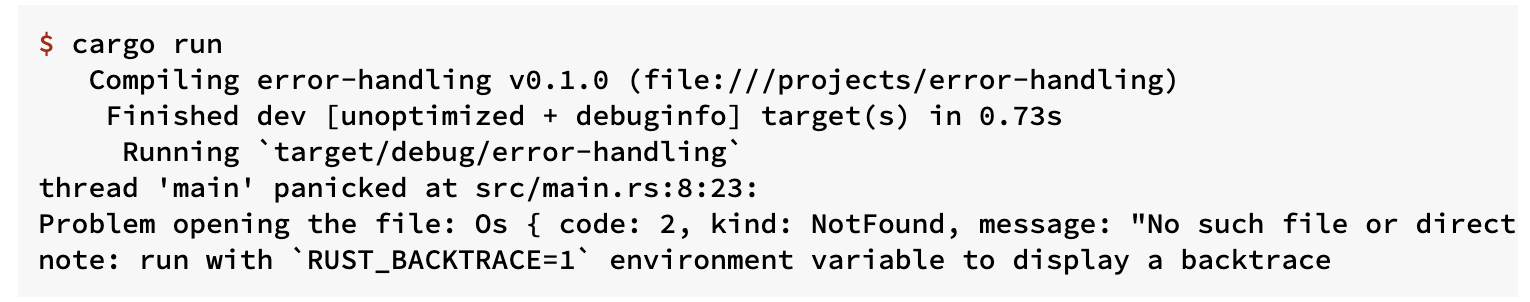 $ cargo run
   Compiling error-handling v0.1.0 (file:///projects/error-handling)
    Finished dev [unoptimized + debuginfo] target(s) in 0.73s
     Running `target/debug/error-handling`
thread 'main' panicked at src/main.rs:8:23:
Problem opening the file: Os { code: 2, kind: NotFound, message: "No such file or direct
note: run with `RUST_BACKTRACE=1` environment variable to display a backtrace